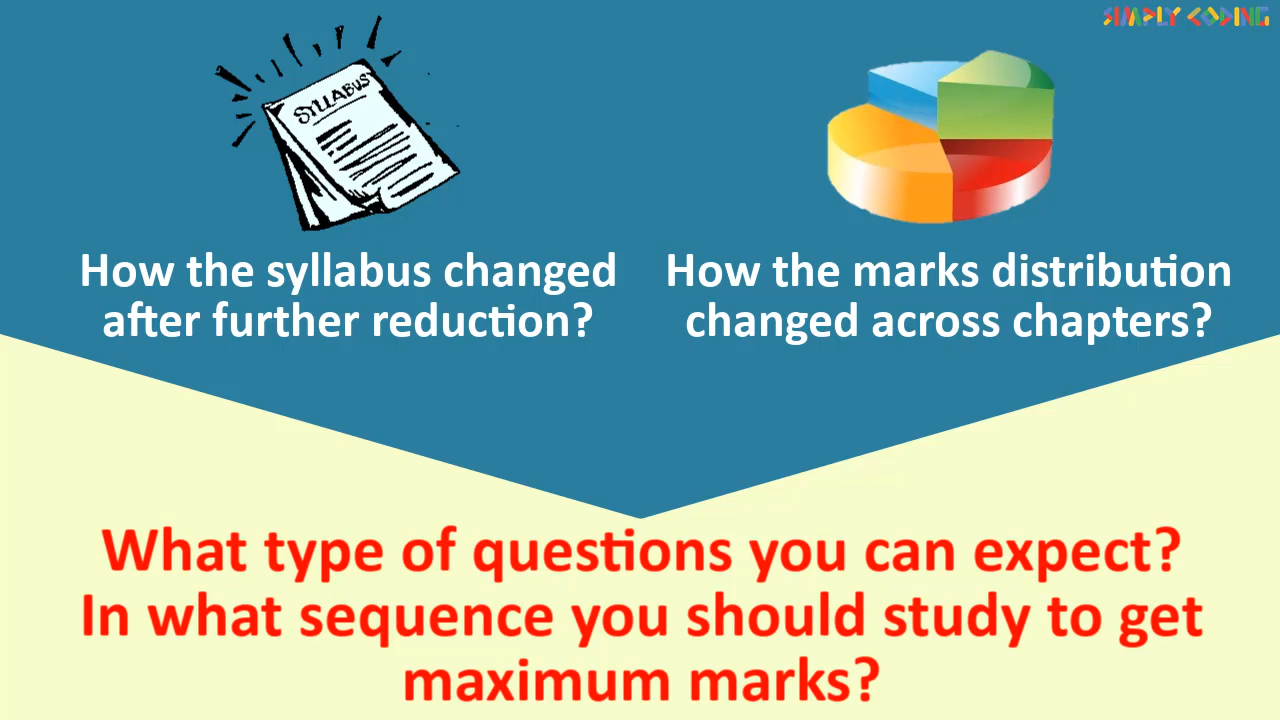 SIMPLY CODING
SYLLABUS
How the syllabus changed
after further reduction?
How the marks distribution
changed across chapters?
What type of questions you can expect?
In what sequence you should study to get
maximum marks?